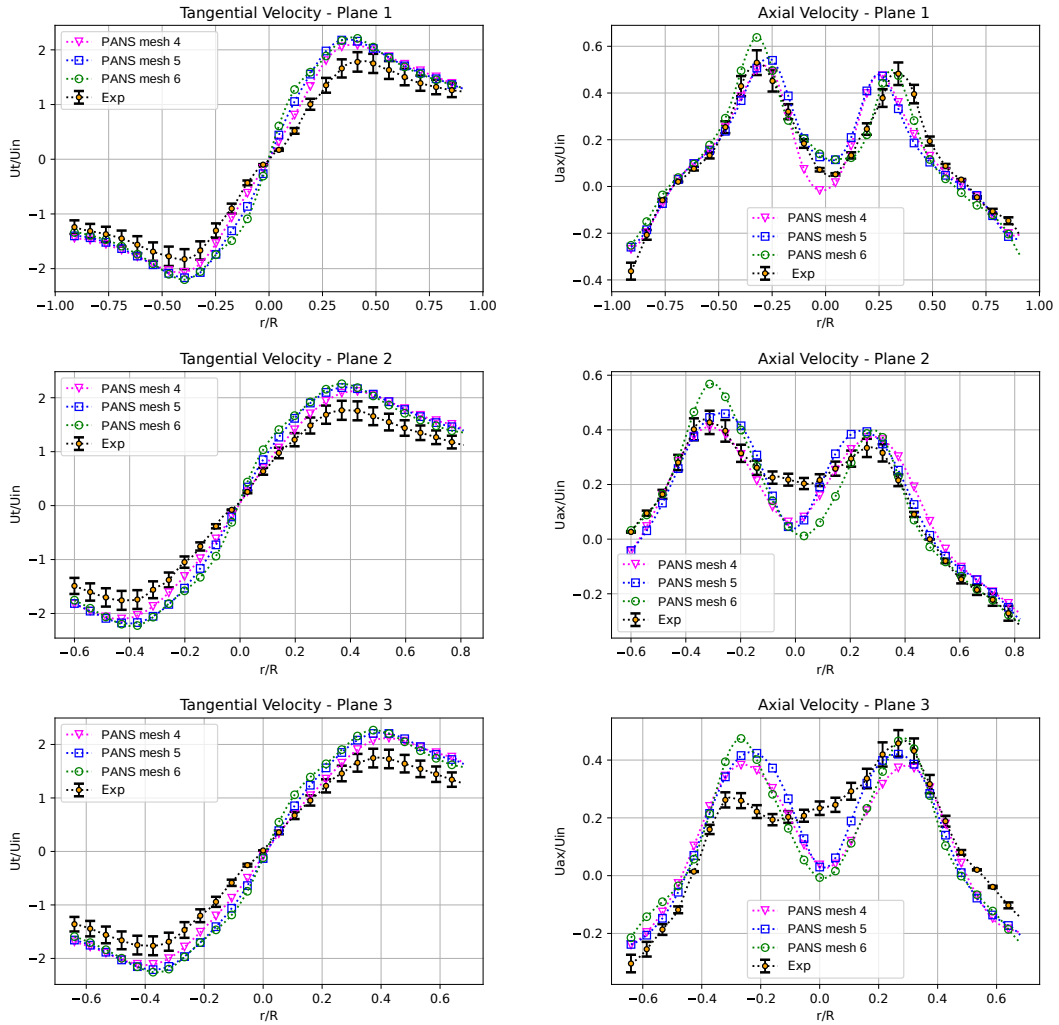 Tangential Velocity - Plane 1
PANS mesh 4
PANS mesh 5
PANS mesh 6
Exp
Ut/Uin
2
1
0
−1
−2
−1.00 −0.75 −0.50 −0.25 0.00 0.25 0.50 0.75 1.00
r/R
Axial Velocity - Plane 1
Uax/Uin
0.6
0.4
0.2
0.0
−0.2
−0.4
PANS mesh 4
PANS mesh 5
PANS mesh 6
Exp
−1.00 −0.75 −0.50 −0.25 0.00 0.25 0.50 0.75 1.00
r/R
Tangential Velocity - Plane 2
PANS mesh 4
PANS mesh 5
PANS mesh 6
Exp
Ut/Uin
2
1
0
−1
−2
−0.6 −0.4 −0.2 0.0 0.2 0.4 0.6 0.8
r/R
Axial Velocity - Plane 2
Uax/Uin
0.6
0.4
0.2
0.0
−0.2
PANS mesh 4
PANS mesh 5
PANS mesh 6
Exp
−0.6 −0.4 −0.2 0.0 0.2 0.4 0.6 0.8
r/R
Tangential Velocity - Plane 3
PANS mesh 4
PANS mesh 5
PANS mesh 6
Exp
Ut/Uin
2
1
0
−1
−2
−0.6 −0.4 −0.2 0.0 0.2 0.4 0.6
r/R
Axial Velocity - Plane 3
Uax/Uin
0.4
0.2
0.0
−0.2
PANS mesh 4
PANS mesh 5
PANS mesh 6
Exp
−0.6 −0.4 −0.2 0.0 0.2 0.4 0.6
r/R